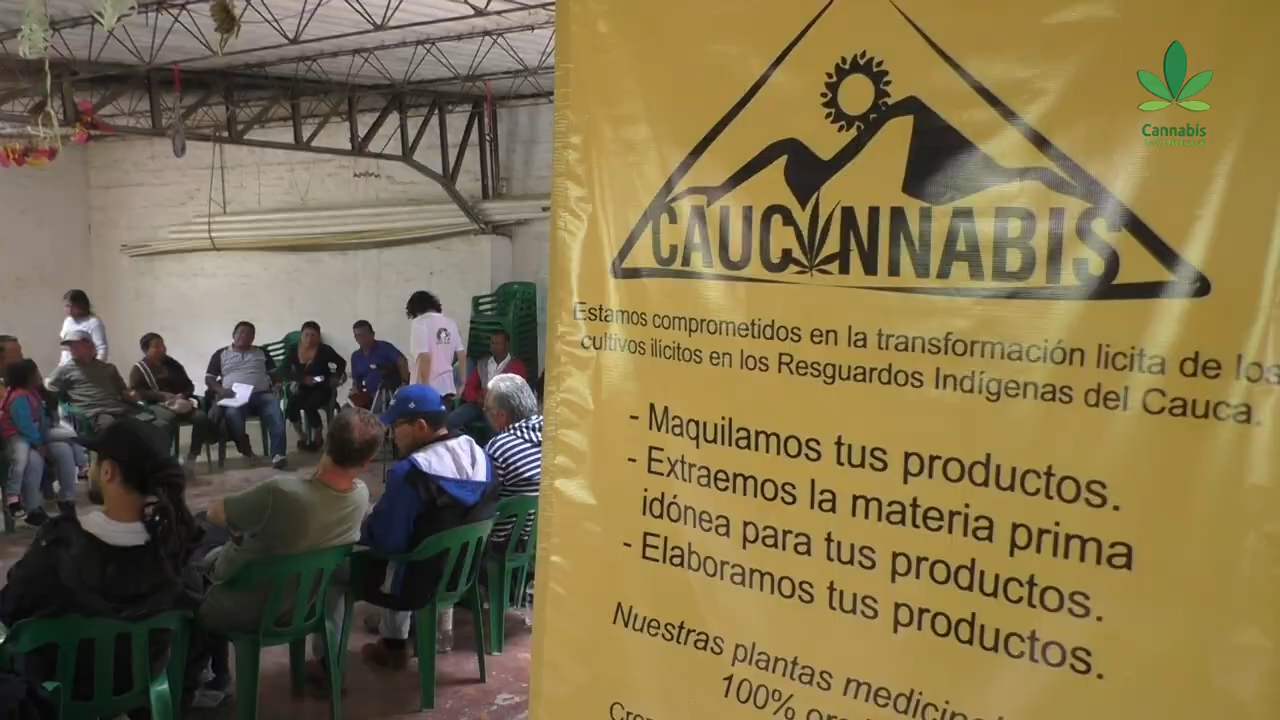 Cannabis
CAUCANNABIS
Estamos comprometidos en la transformación licita de los
cultivos ilícitos en los Resguardos Indígenas del Cauca.
- Maquilamos tus productos.
- Extraemos la materia prima
idónea para tus productos.
- Elaboramos tus productos.
Nuestras plantas medicinal
100%